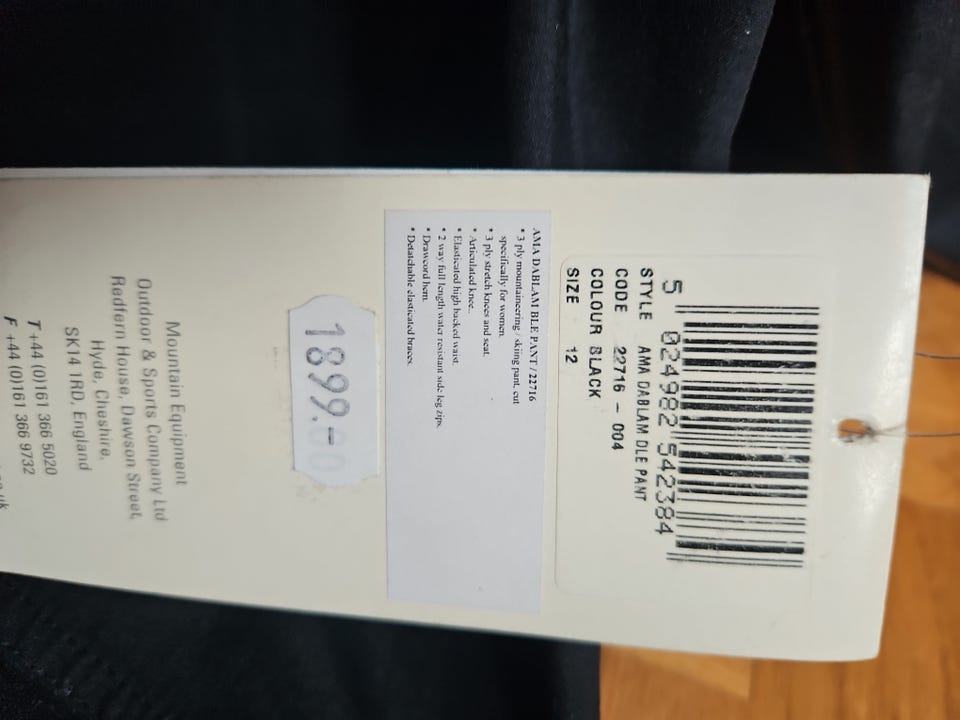 5 024982 542384
STYLE AMA DABLAM DLE PANT
CODE 22716 - 004
COLOUR BLACK
SIZE 12
AMA DABLAM BLE PANT / 22716
* 3 ply mountaineering / skiing pant, cut
specifically for women.
* 3 ply stretch knees and seat.
* Articulated knee..
* Elasticated high backed waist.
* 2 way full length water resistant side leg zips.
* Drawcord hem.
* Detatchable elasticated braces.
1899.-
Mountain Equipment
Outdoor & Sports Company Ltd
Redfern House, Dawson Street,
Hyde, Cheshire,
SK14 1RD, England
T +44 (0)161 366 5020
F +44 (0)161 366 9732